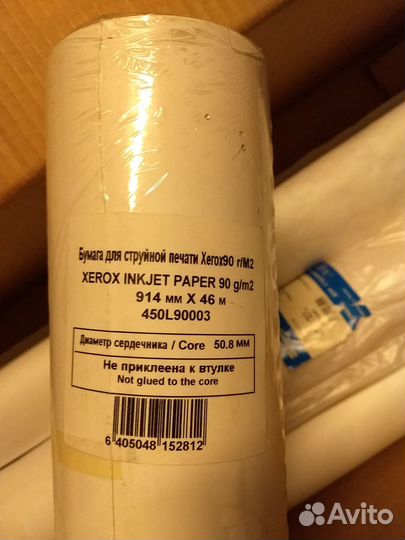 Бумага для струйной печати Xerox90 г/М2
XEROX INKJET PAPER 90 g/m2
914 мм X 46 м
450L90003
Диаметр сердечника / Core 50.8 мм
Не приклеена к втулке
Not glued to the core
6 405048 152812
Avito